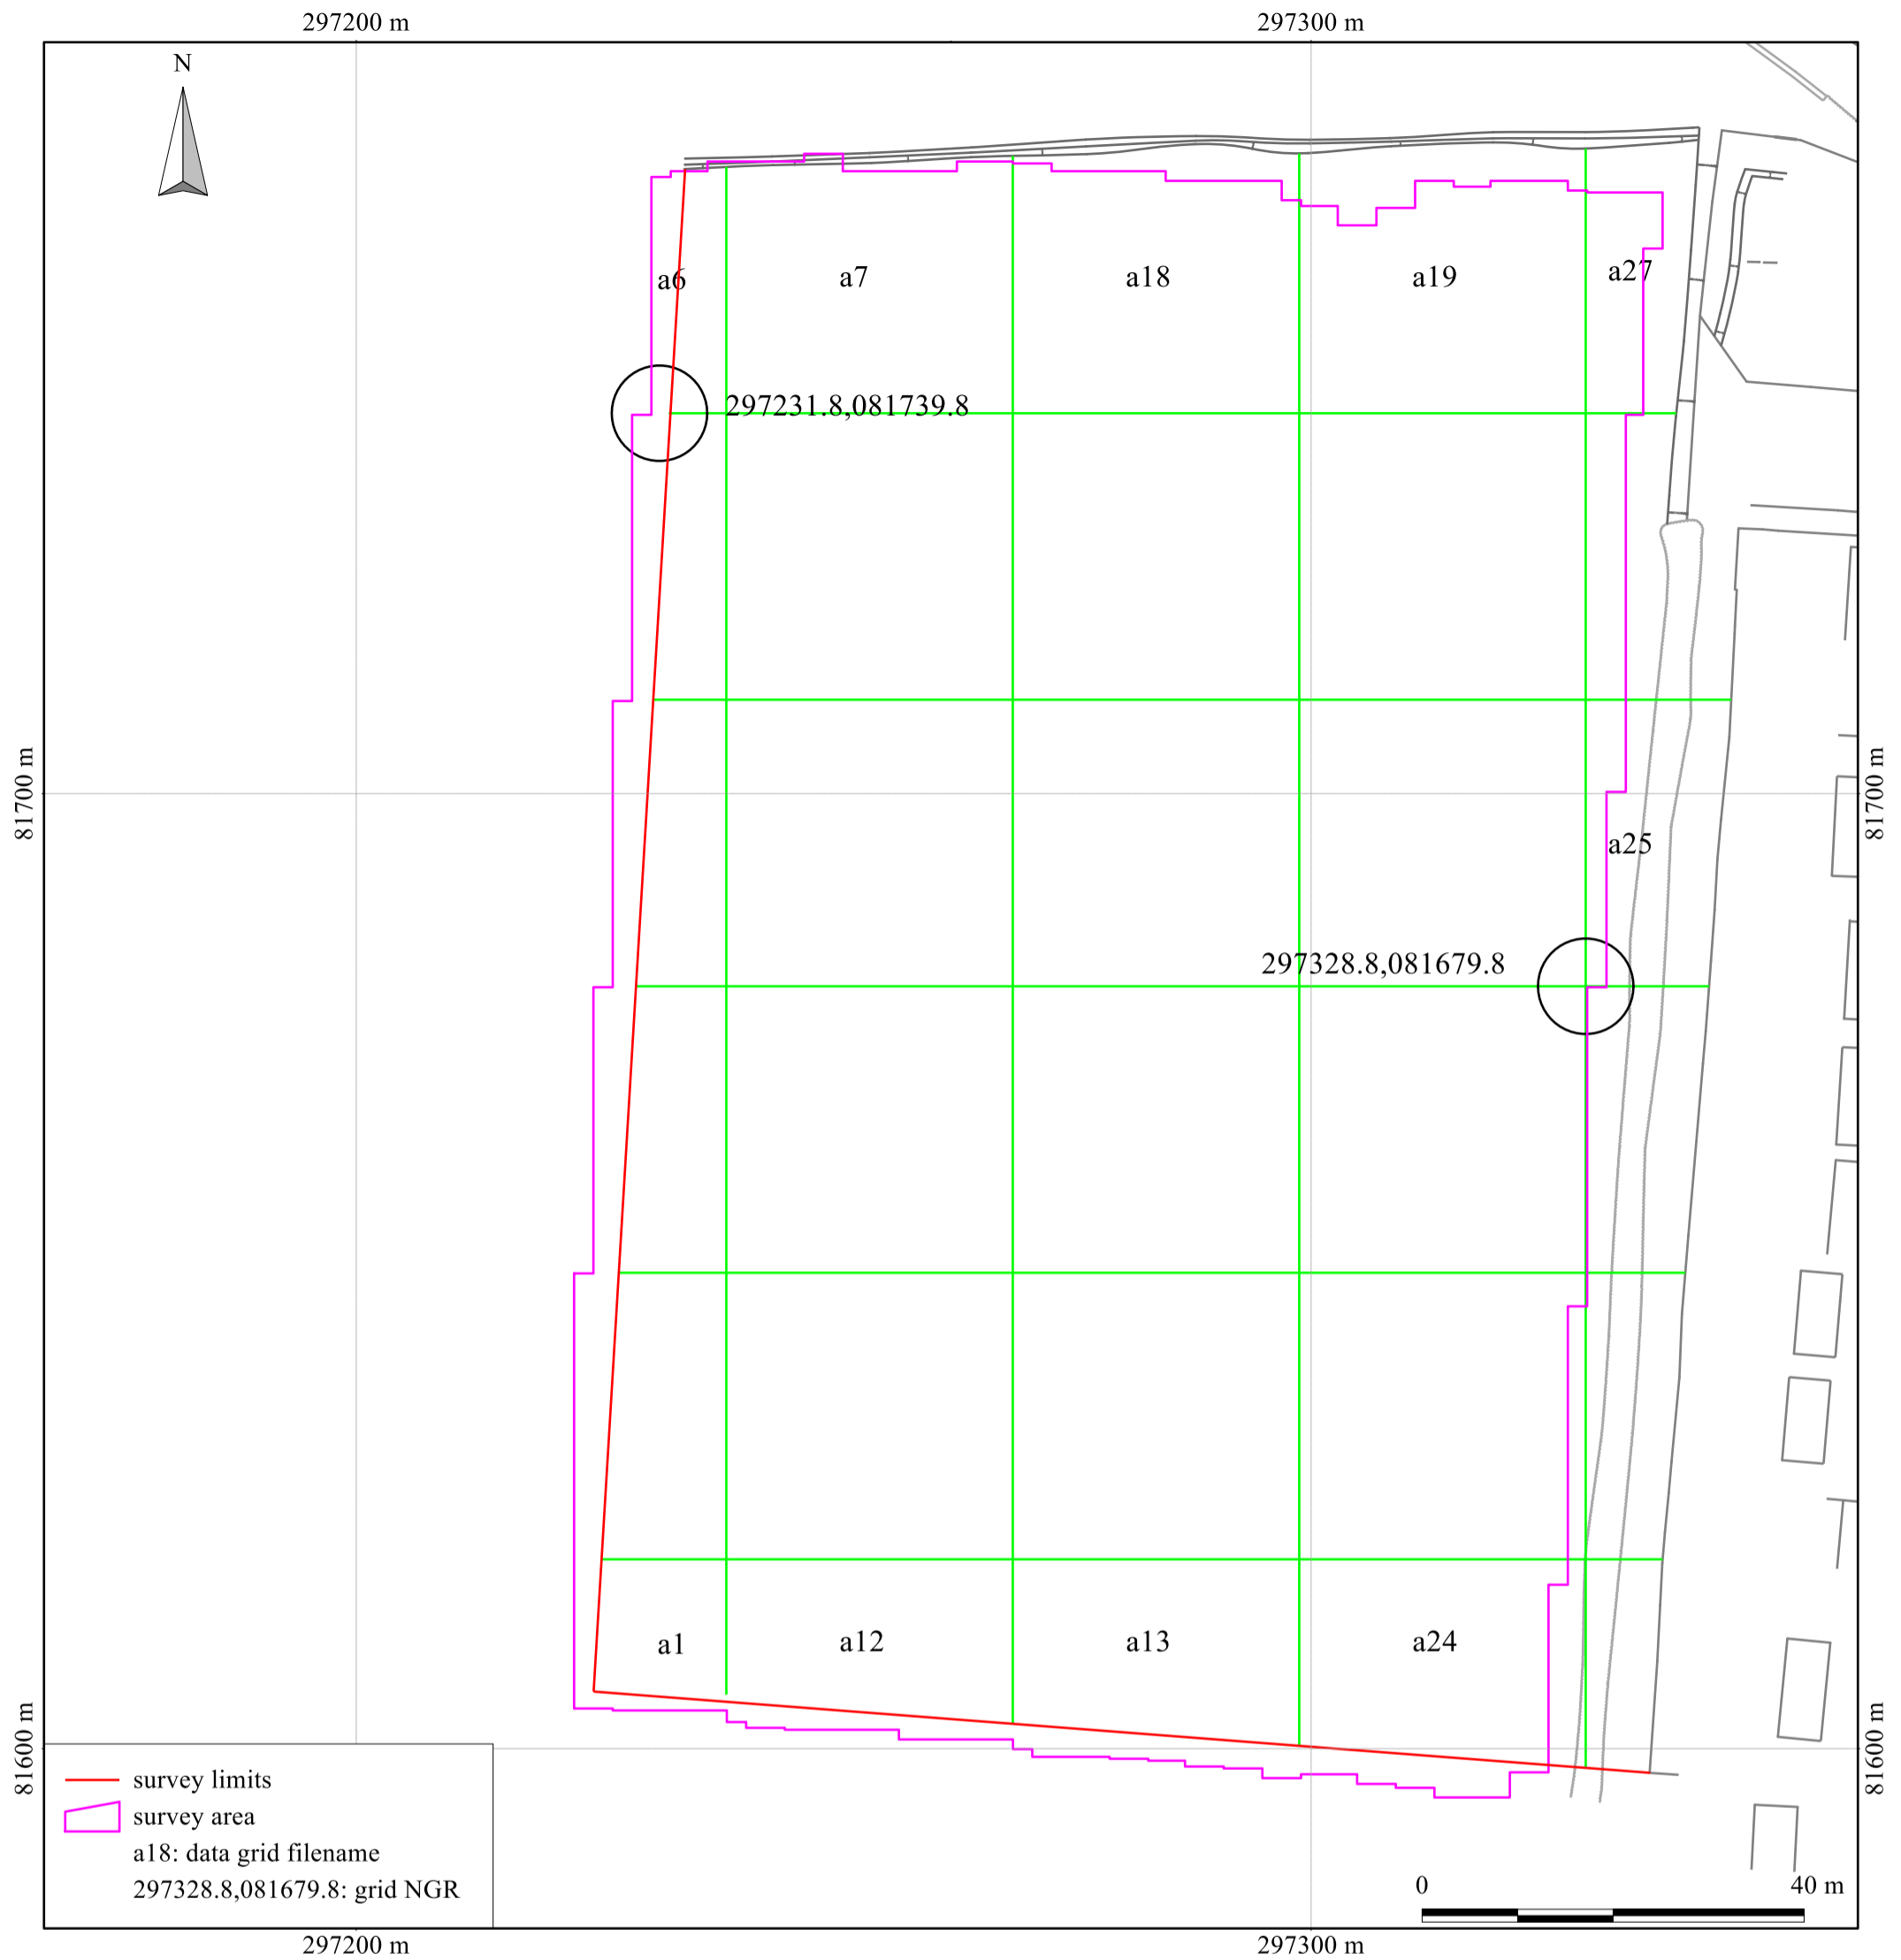 297200 m
297300 m
N
a6
a7
a18
a19
a27
297231.8,081739.8
81700 m
81700 m
a25
297328.8,081679.8
a1
a12
a13
a24
81600 m
81600 m
survey limits
survey area
a18: data grid filename
297328.8,081679.8: grid NGR
0
40 m
297200 m
297300 m